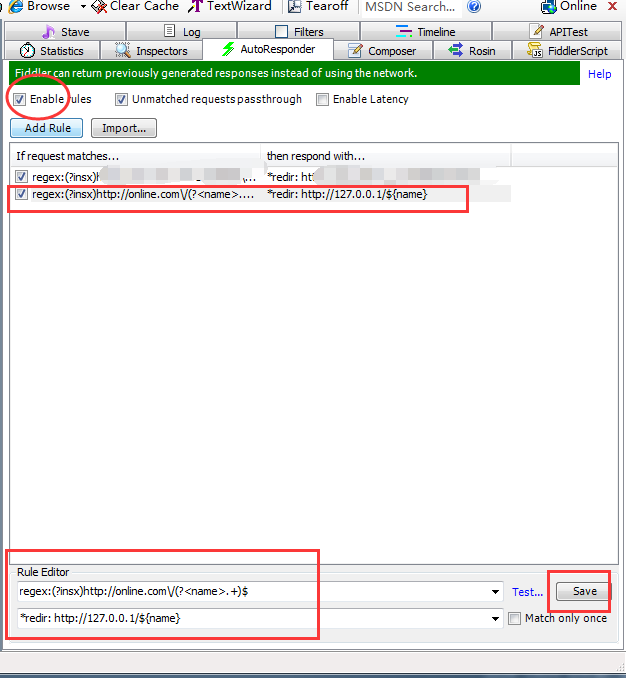 Browse Clear Cache TextWizard Tearoff MSDN Search... Online x
Stave Log Filters Timeline APITest
Statistics Inspectors AutoResponder Composer Rosin FiddlerScript
Fiddler can return previously generated responses instead of using the network. Help
Enable rules Unmatched requests passthrough Enable Latency
Add Rule Import...
If request matches... then respond with...
regex:(?insx) \... *redir:
regex:(?insx)http://online.com\/(?<name>.... *redir: http://127.0.0.1/${name}
Rule Editor
regex:(?insx)http://online.com\/(?<name>.+)$ Test... Save
*redir: http://127.0.0.1/${name} Match only once